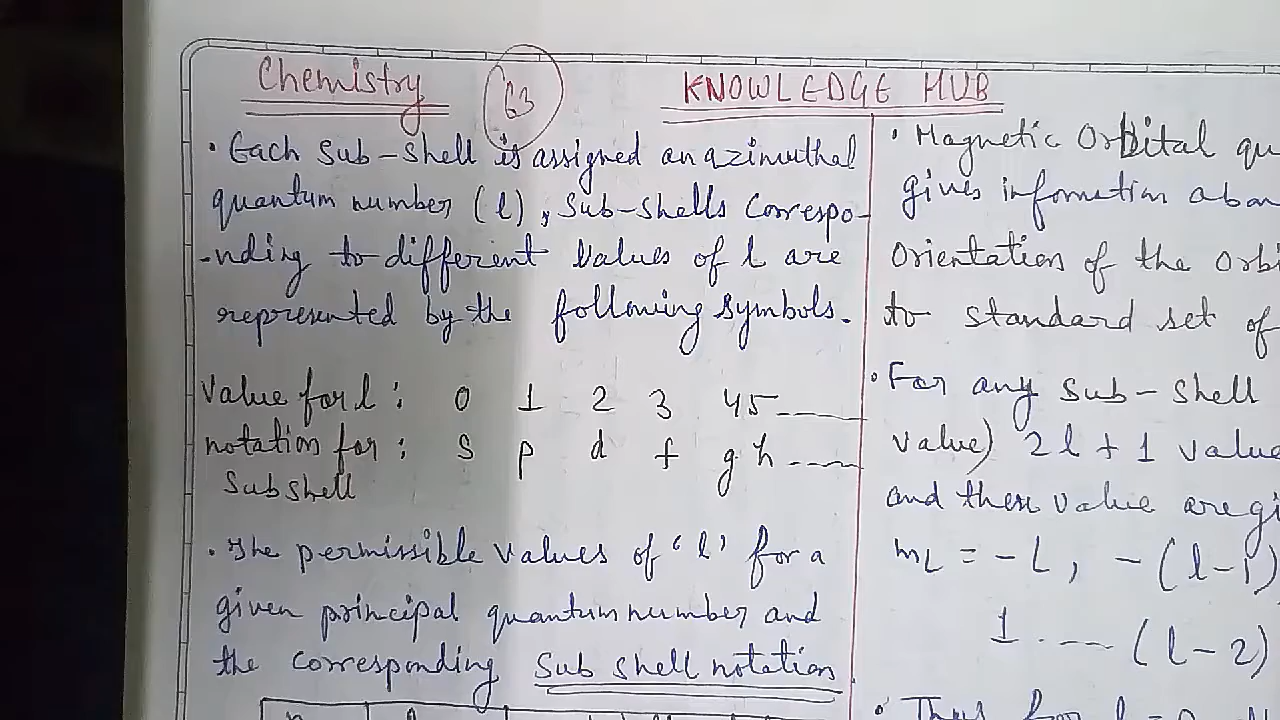 Chemistry
63
KNOWLEDGE HUB
• Each Sub-Shell is assigned an azimuthal
quantum number (l), Sub-Shells Correspo-
-nding to different Values of l are
represented by the following symbols.
Value for l : 0 1 2 3 4 5 ----
notation for : s p d f g h ----
Subshell
• The permissible values of 'l' for a
given principal quantum number and
the corresponding Sub shell notation
n l
• Magnetic Orbital qu
gives information abou
Orientation of the Orbi
to standard set of
• For any Sub-Shell
value) 2l + 1 value
and these value are gi
mL = -L, -(l-1)
1 ---- (l-2)
• Thus for l = 0